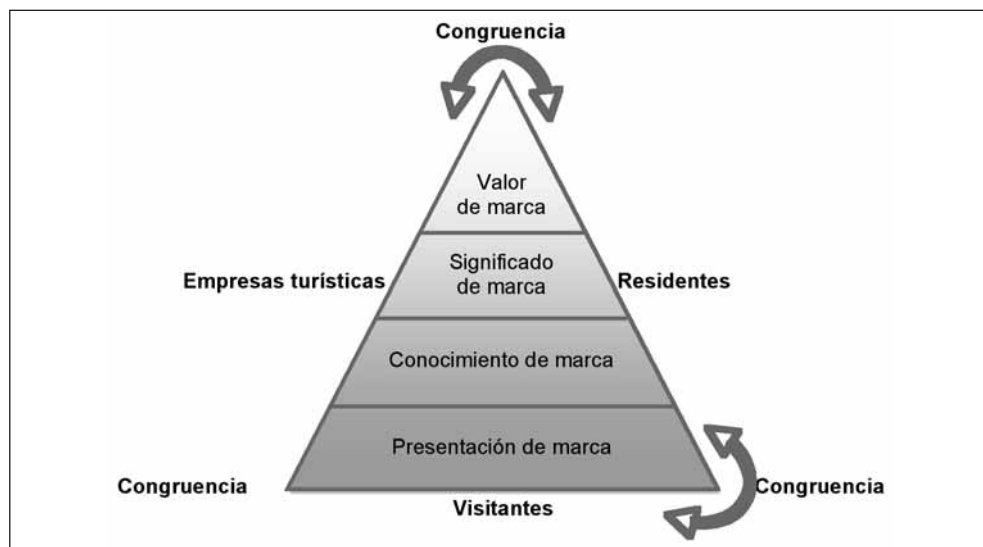 Congruencia
Valor
de marca
Empresas turísticas
Significado
de marca
Residentes
Conocimiento de marca
Presentación de marca
Congruencia
Visitantes
Congruencia